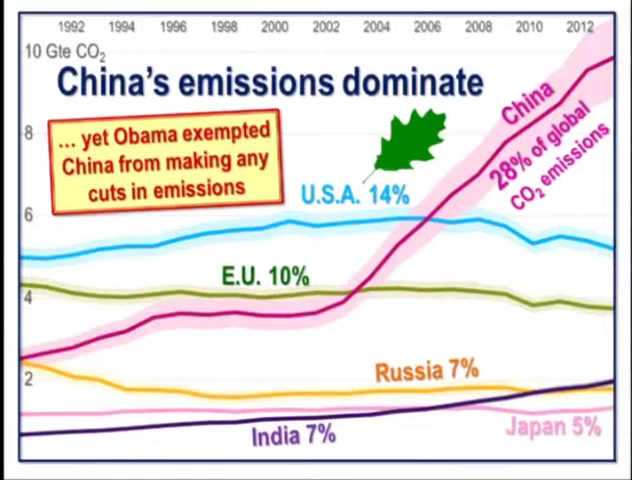 1992 1994 1996 1998 2000 2002 2004 2006 2008 2010 2012
10 Gte CO₂
China's emissions dominate
... yet Obama exempted
China from making any
cuts in emissions
8
China
28% of global
CO₂ emissions
U.S.A. 14%
6
E.U. 10%
4
Russia 7%
2
India 7%
Japan 5%